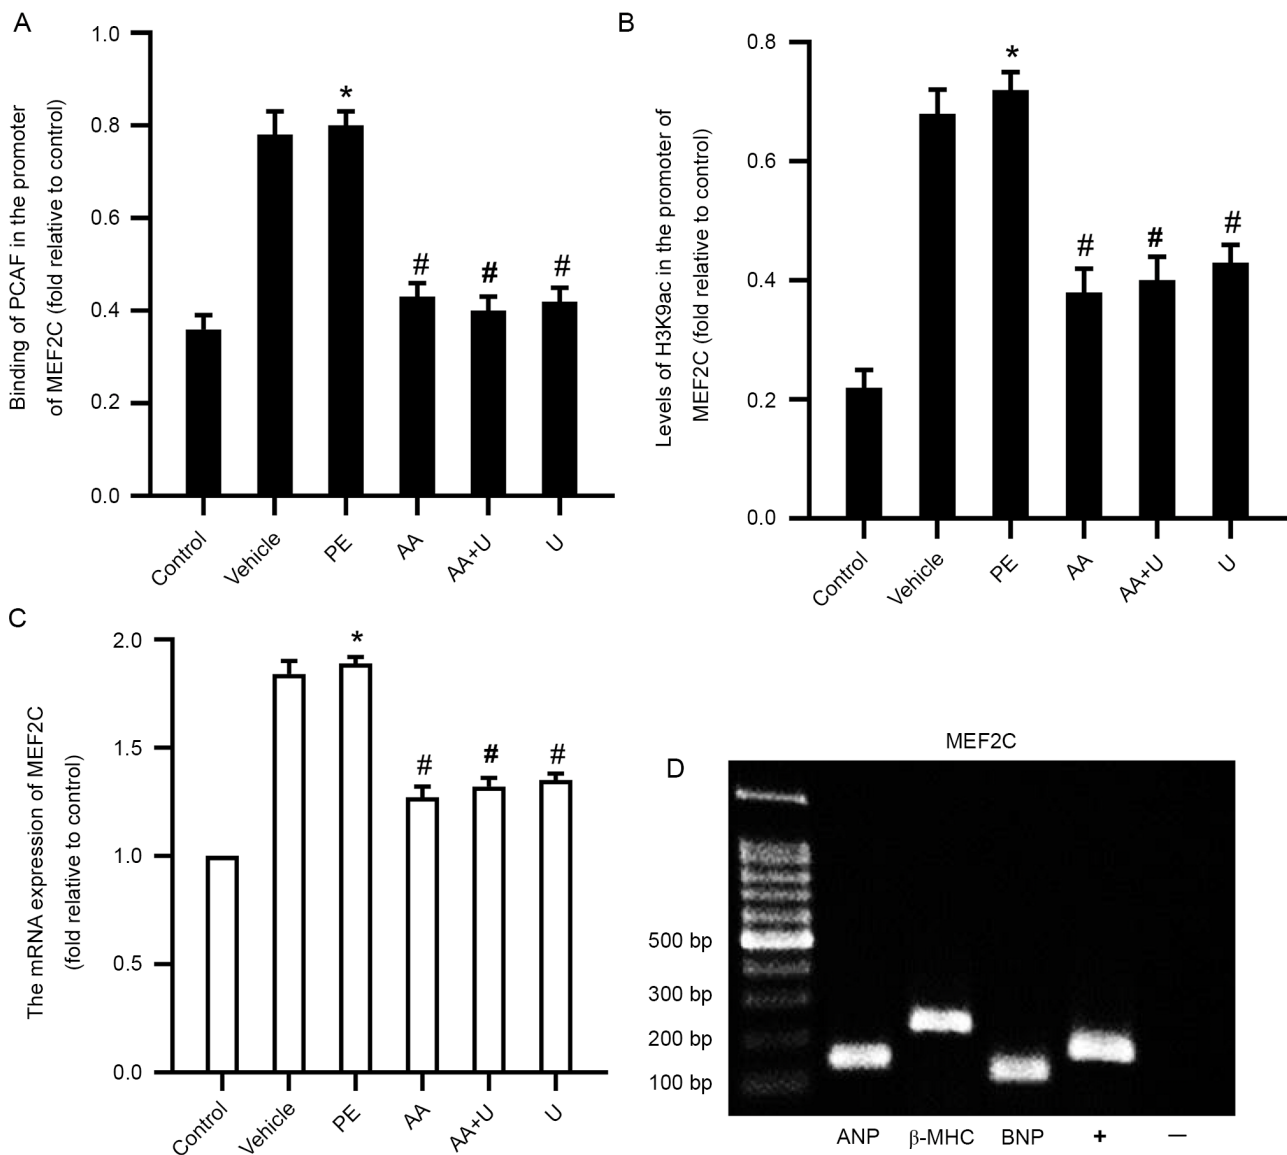 A
Binding of PCAF in the promoter
of MEF2C (fold relative to control)
1.0
0.8
0.6
0.4
0.2
0.0
*
#
#
#
Control
Vehicle
PE
AA
AA+U
U
B
Levels of H3K9ac in the promoter of
MEF2C (fold relative to control)
0.8
0.6
0.4
0.2
0.0
*
#
#
#
Control
Vehicle
PE
AA
AA+U
U
C
The mRNA expression of MEF2C
(fold relative to control)
2.0
1.5
1.0
0.5
0.0
*
#
#
#
Control
Vehicle
PE
AA
AA+U
U
D
MEF2C
500 bp
300 bp
200 bp
100 bp
ANP β-MHC BNP + —